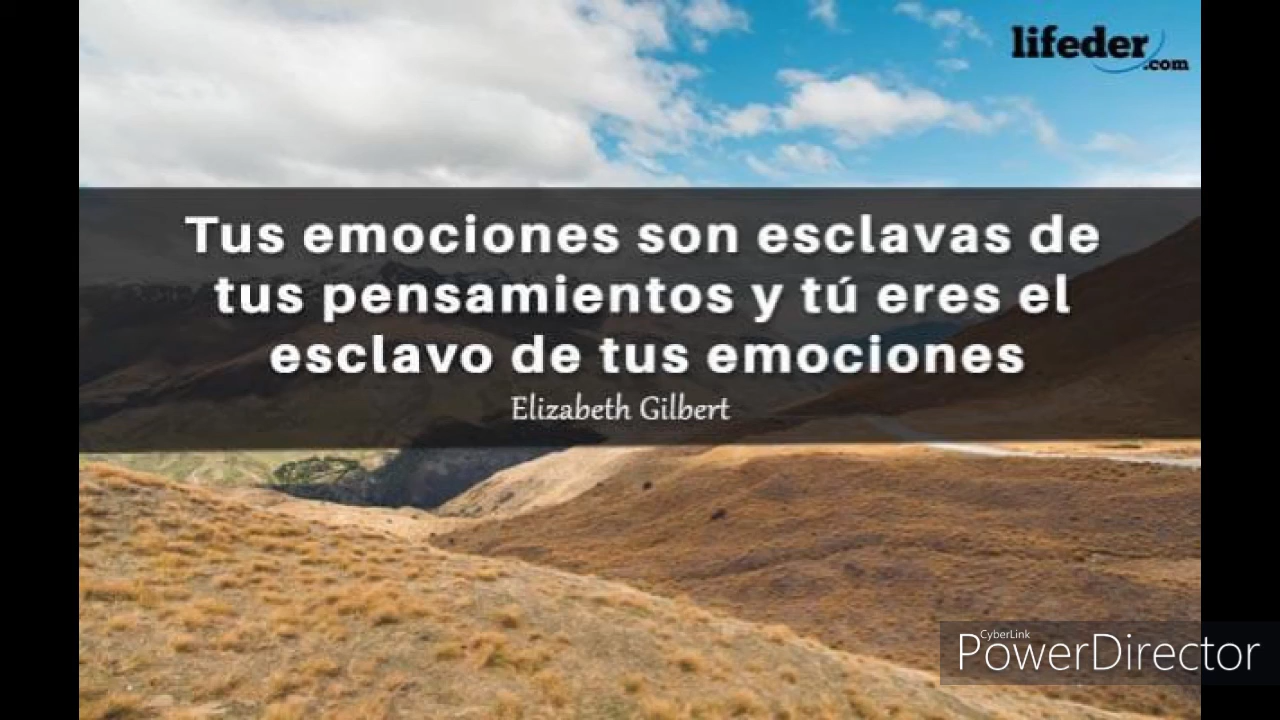 lifeder
.com
Tus emociones son esclavas de
tus pensamientos y tú eres el
esclavo de tus emociones
Elizabeth Gilbert
CyberLink
PowerDirector